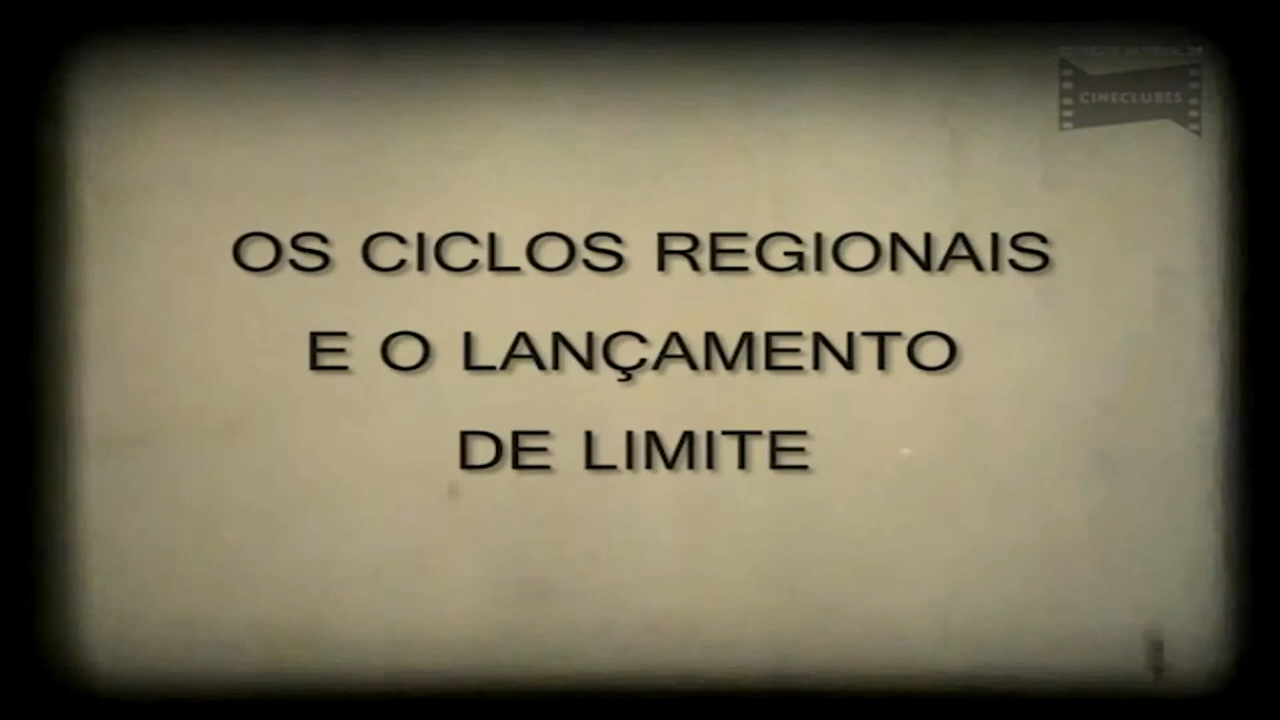 CINECLUBES
OS CICLOS REGIONAIS
E O LANÇAMENTO
DE LIMITE